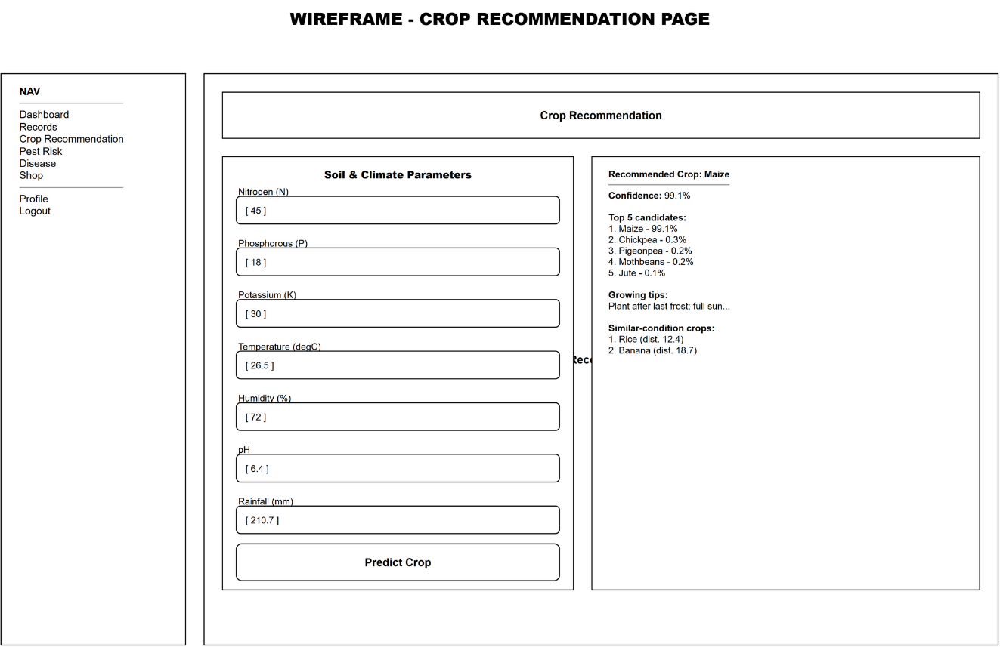 WIREFRAME - CROP RECOMMENDATION PAGE
NAV
Dashboard
Records
Crop Recommendation
Pest Risk
Disease
Shop
Profile
Logout
Crop Recommendation
Soil & Climate Parameters
Nitrogen (N)
[ 45 ]
Phosphorous (P)
[ 18 ]
Potassium (K)
[ 30 ]
Temperature (degC)
[ 26.5 ]
Humidity (%)
[ 72 ]
pH
[ 6.4 ]
Rainfall (mm)
[ 210.7 ]
Predict Crop
Recommended Crop: Maize
Confidence: 99.1%
Top 5 candidates:
1. Maize - 99.1%
2. Chickpea - 0.3%
3. Pigeonpea - 0.2%
4. Mothbeans - 0.2%
5. Jute - 0.1%
Growing tips:
Plant after last frost; full sun...
Similar-condition crops:
1. Rice (dist. 12.4)
2. Banana (dist. 18.7)